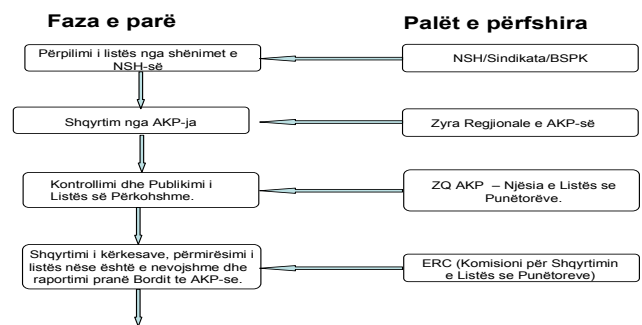 Faza e parë
Palët e përfshira
Përpilimi i listës nga shënimet e
NSH-së
NSH/Sindikata/BSPK
Shqyrtim nga AKP-ja
Zyra Regjionale e AKP-së
Kontrollimi dhe Publikimi i
Listës së Përkohshme.
ZQ AKP – Njësia e Listës se
Punëtorëve.
Shqyrtimi i kërkesave, përmirësimi i
listës nëse është e nevojshme dhe
raportimi pranë Bordit te AKP-se.
ERC (Komisioni për Shqyrtimin
e Listës se Punëtoreve)